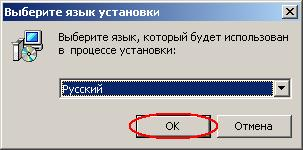 Выберите язык установки
Выберите язык, который будет использован
в процессе установки:
Русский
OK
Отмена